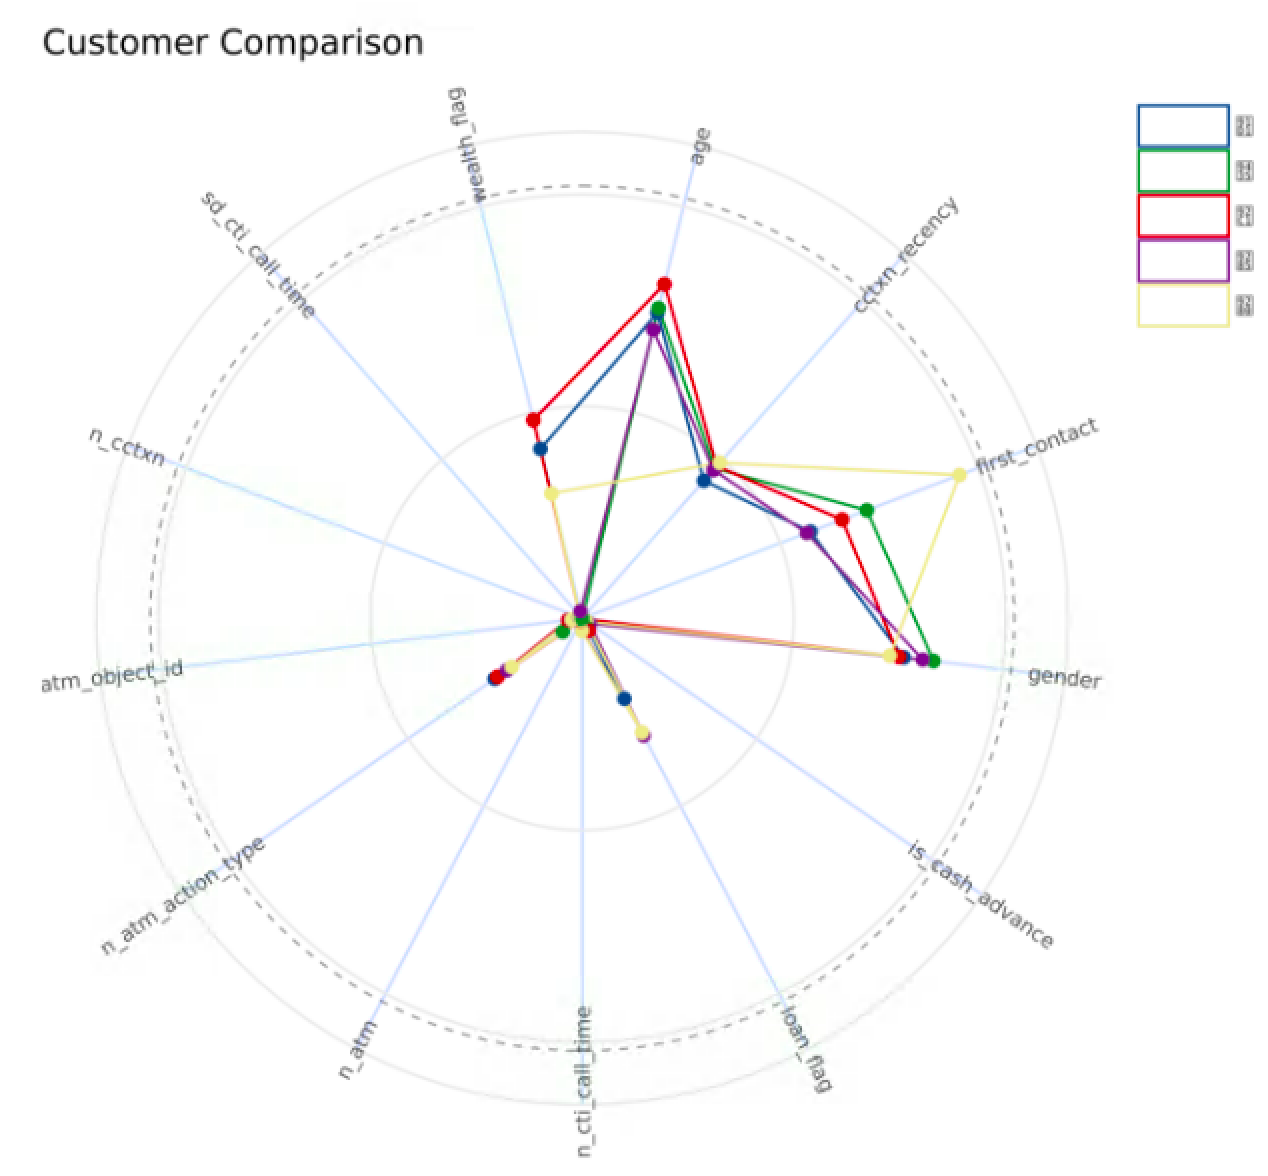 Customer Comparison
wealth_flag
age
sd_cti_call_time
cctxn_recency
n_cctxn
first_contact
atm_object_id
gender
n_atm_action_type
is_cash_advance
n_atm
loan_flag
n_cti_call_time